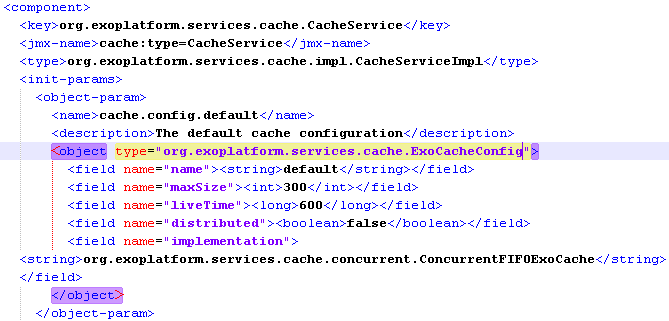 <component>
<key>org.exoplatform.services.cache.CacheService</key>
<jmx-name>cache:type=CacheService</jmx-name>
<type>org.exoplatform.services.cache.impl.CacheServiceImpl</type>
<init-params>
<object-param>
<name>cache.config.default</name>
<description>The default cache configuration</description>
<object type="org.exoplatform.services.cache.ExoCacheConfig">
<field name="name"><string>default</string></field>
<field name="maxSize"><int>300</int></field>
<field name="liveTime"><long>600</long></field>
<field name="distributed"><boolean>false</boolean></field>
<field name="implementation">
<string>org.exoplatform.services.cache.concurrent.ConcurrentFIFOExoCache</string>
</field>
</object>
</object-param>